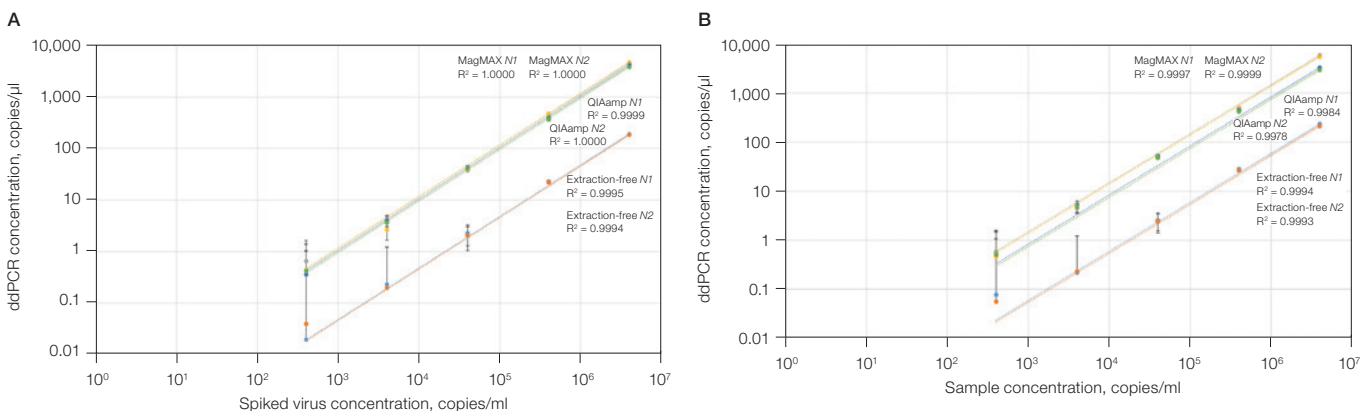 A
ddPCR concentration, copies/µl
10,000
1,000
100
10
1
0.1
0.01
MagMAX N1
R² = 1.0000
MagMAX N2
R² = 1.0000
QIAamp N1
R² = 0.9999
QIAamp N2
R² = 1.0000
Extraction-free N1
R² = 0.9995
Extraction-free N2
R² = 0.9994
10⁰ 10¹ 10² 10³ 10⁴ 10⁵ 10⁶ 10⁷
Spiked virus concentration, copies/ml
B
ddPCR concentration, copies/µl
10,000
1,000
100
10
1
0.1
0.01
MagMAX N1
R² = 0.9997
MagMAX N2
R² = 0.9999
QIAamp N1
R² = 0.9984
QIAamp N2
R² = 0.9978
Extraction-free N1
R² = 0.9994
Extraction-free N2
R² = 0.9993
10⁰ 10¹ 10² 10³ 10⁴ 10⁵ 10⁶ 10⁷
Sample concentration, copies/ml